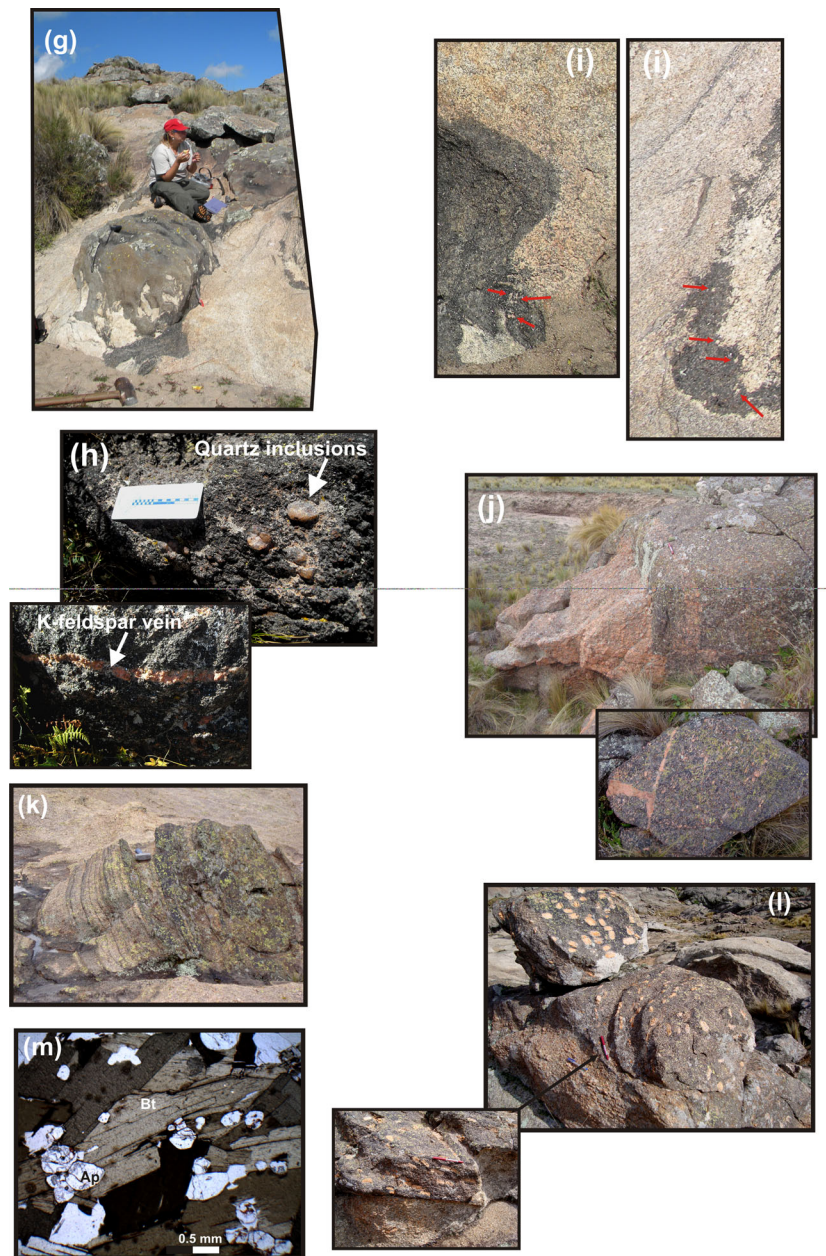 (g)
(i)
(i)
(h)
Quartz inclusions
(j)
K-feldspar vein
(k)
(l)
(m)
Bt
Ap
0.5 mm